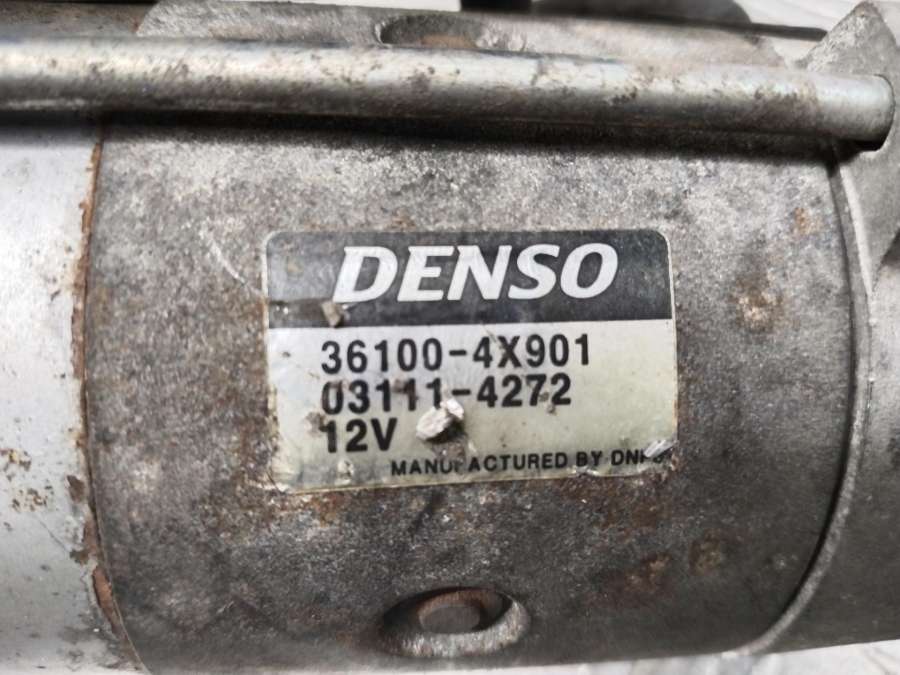 DENSO
36100-4X901
03111-4272
12V
MANUFACTURED BY